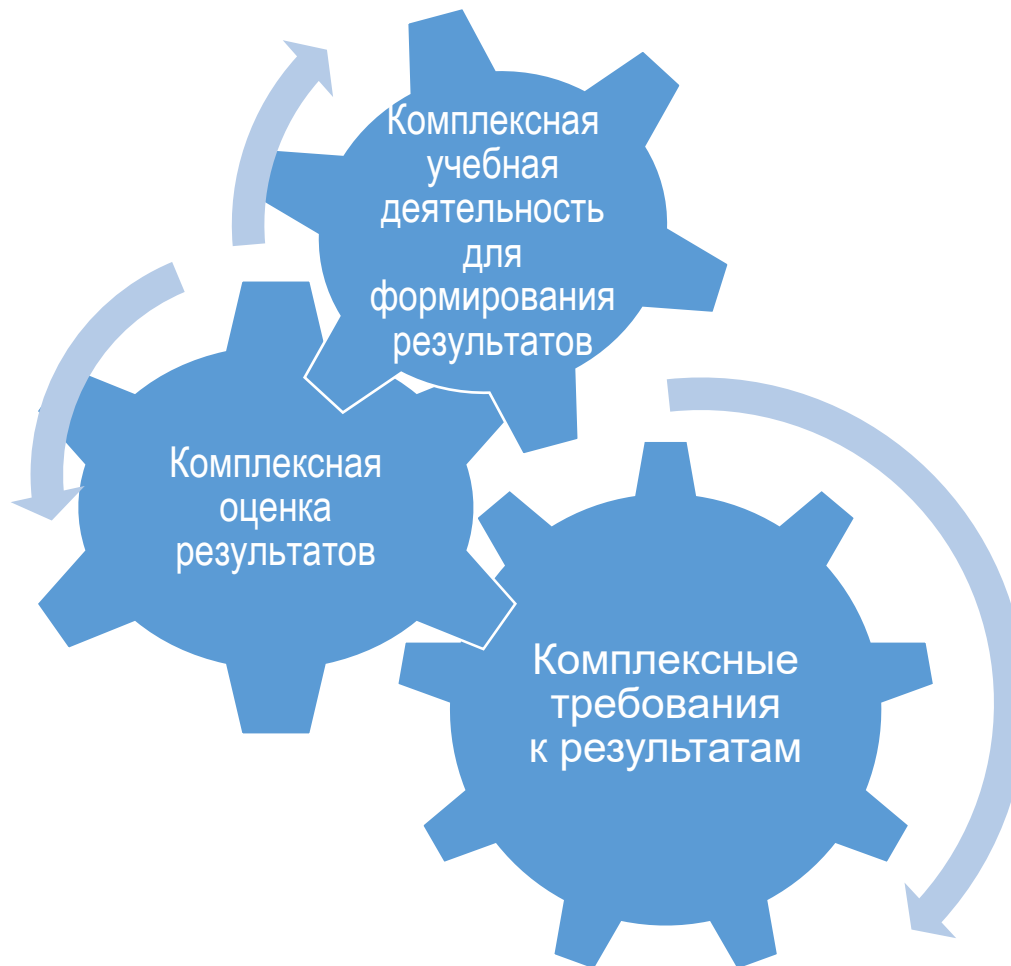 Комплексная
учебная
деятельность
для
формирования
результатов
Комплексная
оценка
результатов
Комплексные
требования
к результатам